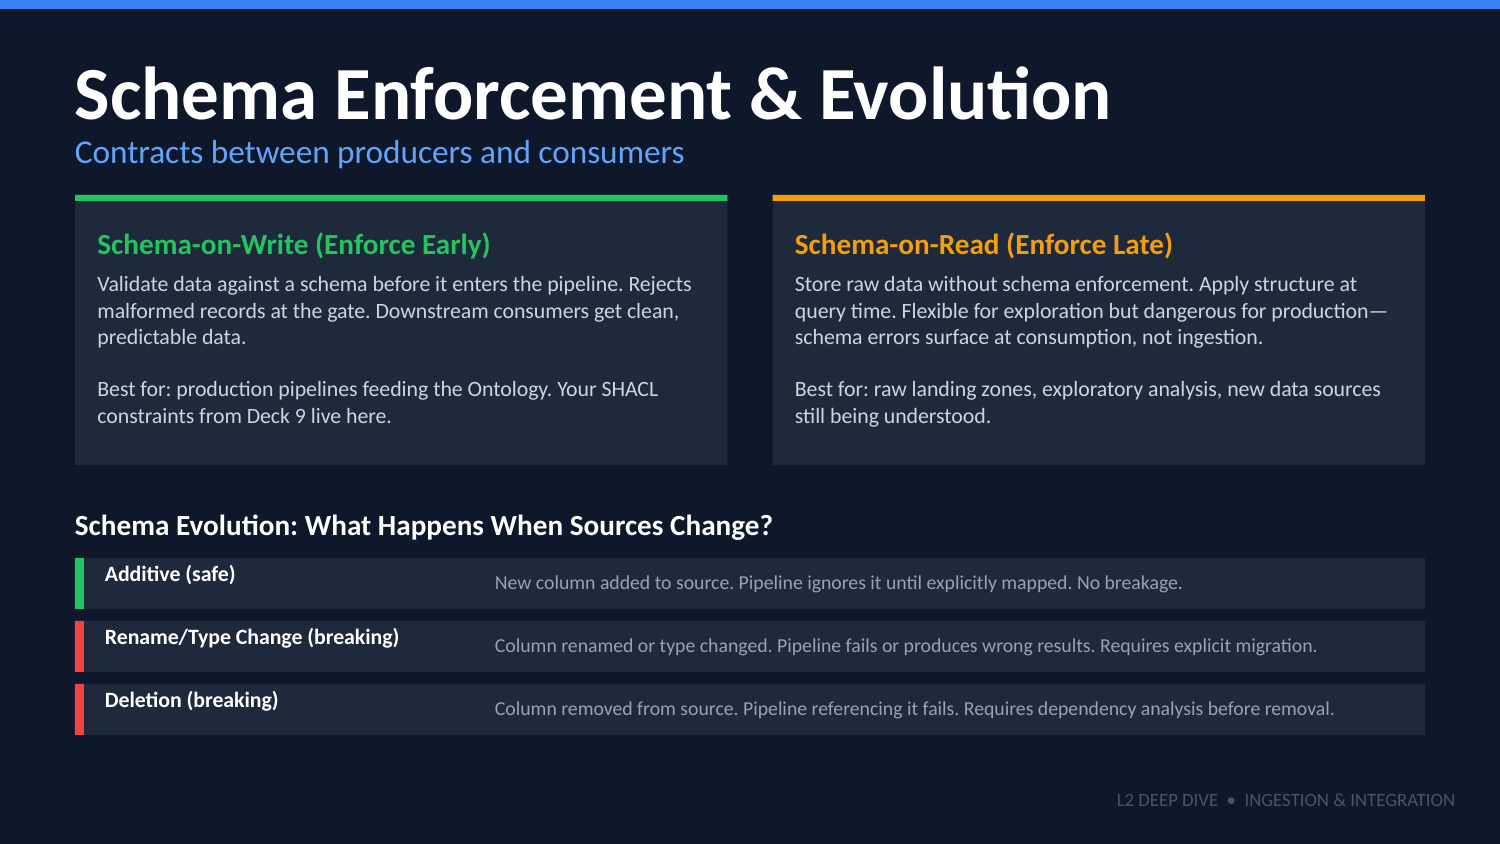 Schema Enforcement & Evolution
Contracts between producers and consumers
Schema-on-Write (Enforce Early)
Validate data against a schema before it enters the pipeline. Rejects
malformed records at the gate. Downstream consumers get clean,
predictable data.
Best for: production pipelines feeding the Ontology. Your SHACL
constraints from Deck 9 live here.
Schema-on-Read (Enforce Late)
Store raw data without schema enforcement. Apply structure at
query time. Flexible for exploration but dangerous for production—
schema errors surface at consumption, not ingestion.
Best for: raw landing zones, exploratory analysis, new data sources
still being understood.
Schema Evolution: What Happens When Sources Change?
Additive (safe)
New column added to source. Pipeline ignores it until explicitly mapped. No breakage.
Rename/Type Change (breaking)
Column renamed or type changed. Pipeline fails or produces wrong results. Requires explicit migration.
Deletion (breaking)
Column removed from source. Pipeline referencing it fails. Requires dependency analysis before removal.
L2 DEEP DIVE • INGESTION & INTEGRATION